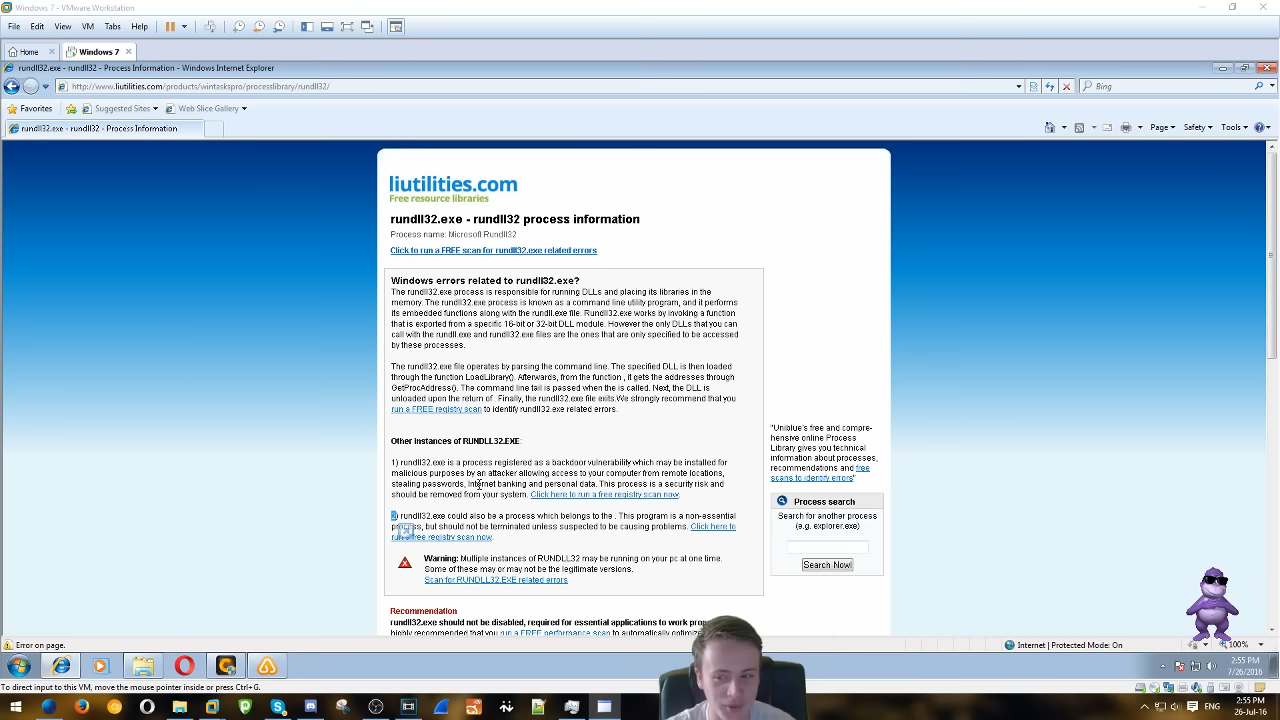 Windows 7 - VMware Workstation
File Edit View VM Tabs Help
Home Windows 7
rundll32.exe - rundll32 - Process Information - Windows Internet Explorer
http://www.liutilities.com/products/wintaskspro/processlibrary/rundll32/
Bing
Favorites Suggested Sites Web Slice Gallery
rundll32.exe - rundll32 - Process Information
Page Safety Tools
liutilities.com
Free resource libraries
rundll32.exe - rundll32 process information
Process name: Microsoft Rundll32
Click to run a FREE scan for rundll32.exe related errors
Windows errors related to rundll32.exe?
The rundll32.exe process is responsible for running DLLs and placing its libraries in the
memory. The rundll32.exe process is known as a command line utility program, and it performs
its embedded functions along with the rundll.exe file. Rundll32.exe works by invoking a function
that is exported from a specific 16-bit or 32-bit DLL module. However the only DLLs that you can
call with the rundll.exe and rundll32.exe files are the ones that are only specified to be accessed
by these processes.
The rundll32.exe file operates by parsing the command line. The specified DLL is then loaded
through the function LoadLibrary(). Afterwards, from the function , it gets the addresses through
GetProcAddress(). The command line tail is passed when the is called. Next, the DLL is
unloaded upon the return of . Finally, the rundll32.exe file exits.We strongly recommend that you
run a FREE registry scan to identify rundll32.exe related errors.
Other instances of RUNDLL32.EXE:
1) rundll32.exe is a process registered as a backdoor vulnerability which may be installed for
malicious purposes by an attacker allowing access to your computer from remote locations,
stealing passwords, Internet banking and personal data. This process is a security risk and
should be removed from your system. Click here to run a free registry scan now.
2) rundll32.exe could also be a process which belongs to the . This program is a non-essential
process, but should not be terminated unless suspected to be causing problems. Click here to
run a free registry scan now.
Warning: Multiple instances of RUNDLL32 may be running on your pc at one time.
Some of these may or may not be the legitimate versions.
Scan for RUNDLL32.EXE related errors
Recommendation
rundll32.exe should not be disabled, required for essential applications to work
highly recommended that you run a FREE performance scan to automatically
"Uniblue's free and compre-
hensive online Process
Library gives you technical
information about processes,
recommendations and free
scans to identify errors"
Process search
Search for another process
(e.g. explorer.exe)
Search Now!
Error on page.
Internet | Protected Mode: On
100%
2:55 PM
7/26/2016
To direct input to this VM, move the mouse pointer inside or press Ctrl+G.
ENG
2:55 PM
26-Jul-16